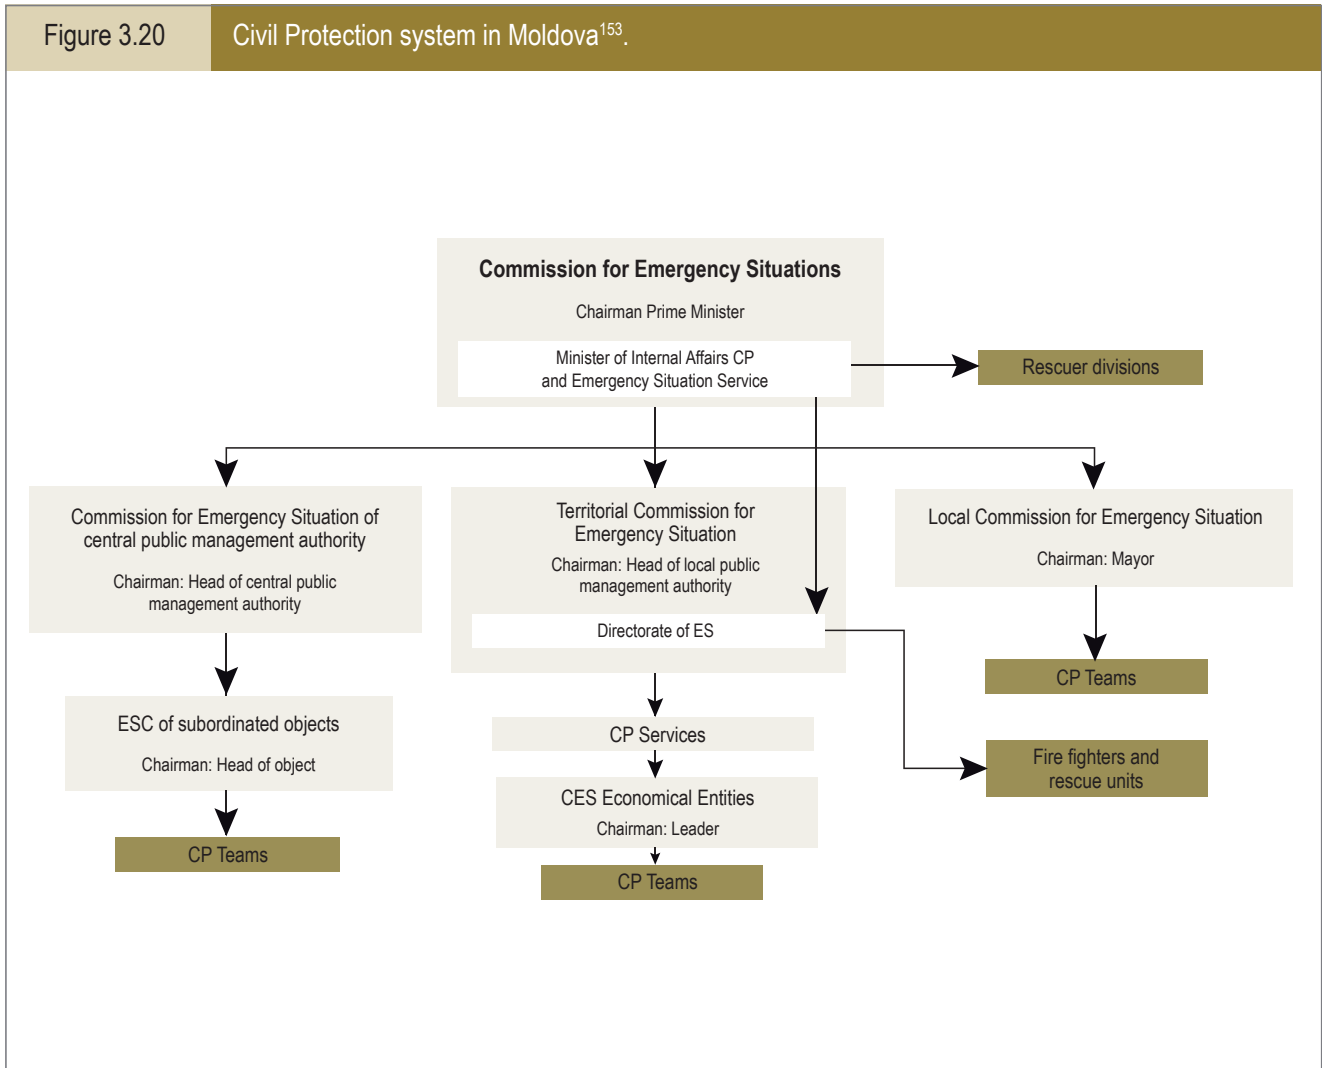 Figure 3.20
Civil Protection system in Moldova¹⁵³.
Commission for Emergency Situations
Chairman Prime Minister
Minister of Internal Affairs CP
and Emergency Situation Service
Rescuer divisions
Commission for Emergency Situation of
central public management authority
Chairman: Head of central public
management authority
Territorial Commission for
Emergency Situation
Chairman: Head of local public
management authority
Directorate of ES
Local Commission for Emergency Situation
Chairman: Mayor
CP Teams
ESC of subordinated objects
Chairman: Head of object
CP Services
Fire fighters and
rescue units
CES Economical Entities
Chairman: Leader
CP Teams
CP Teams